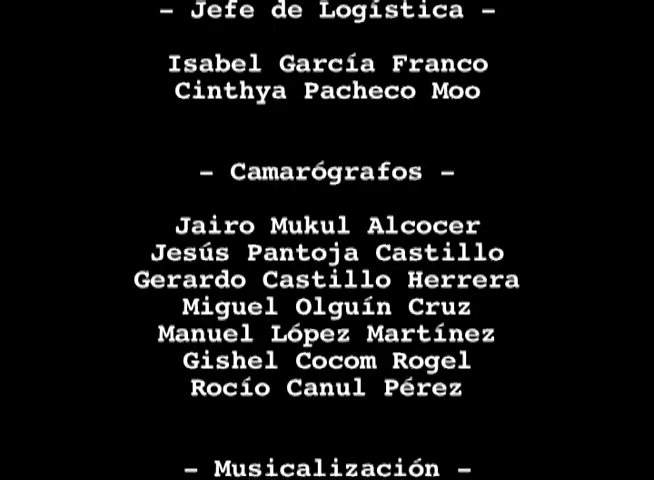 - Jefe de Logística -
Isabel García Franco
Cinthya Pacheco Moo
- Camarógrafos -
Jairo Mukul Alcocer
Jesús Pantoja Castillo
Gerardo Castillo Herrera
Miguel Olguín Cruz
Manuel López Martínez
Gishel Cocom Rogel
Rocío Canul Pérez
- Musicalización -